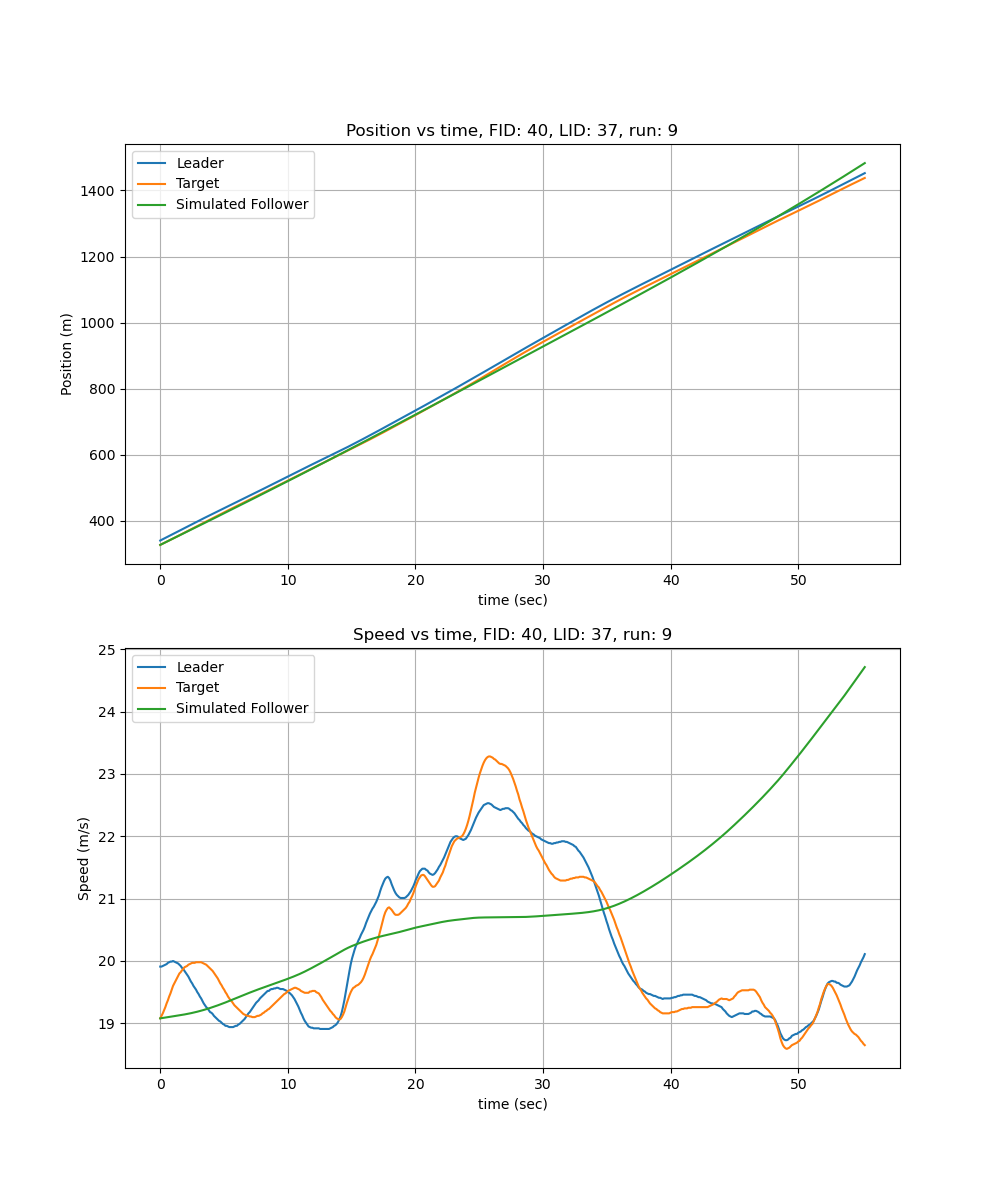 Position vs time, FID: 40, LID: 37, run: 9
Leader
Target
Simulated Follower
1400
1200
1000
800
600
400
Position (m)
0 10 20 30 40 50
time (sec)
Speed vs time, FID: 40, LID: 37, run: 9
Leader
Target
Simulated Follower
25
24
23
22
21
20
19
Speed (m/s)
0 10 20 30 40 50
time (sec)